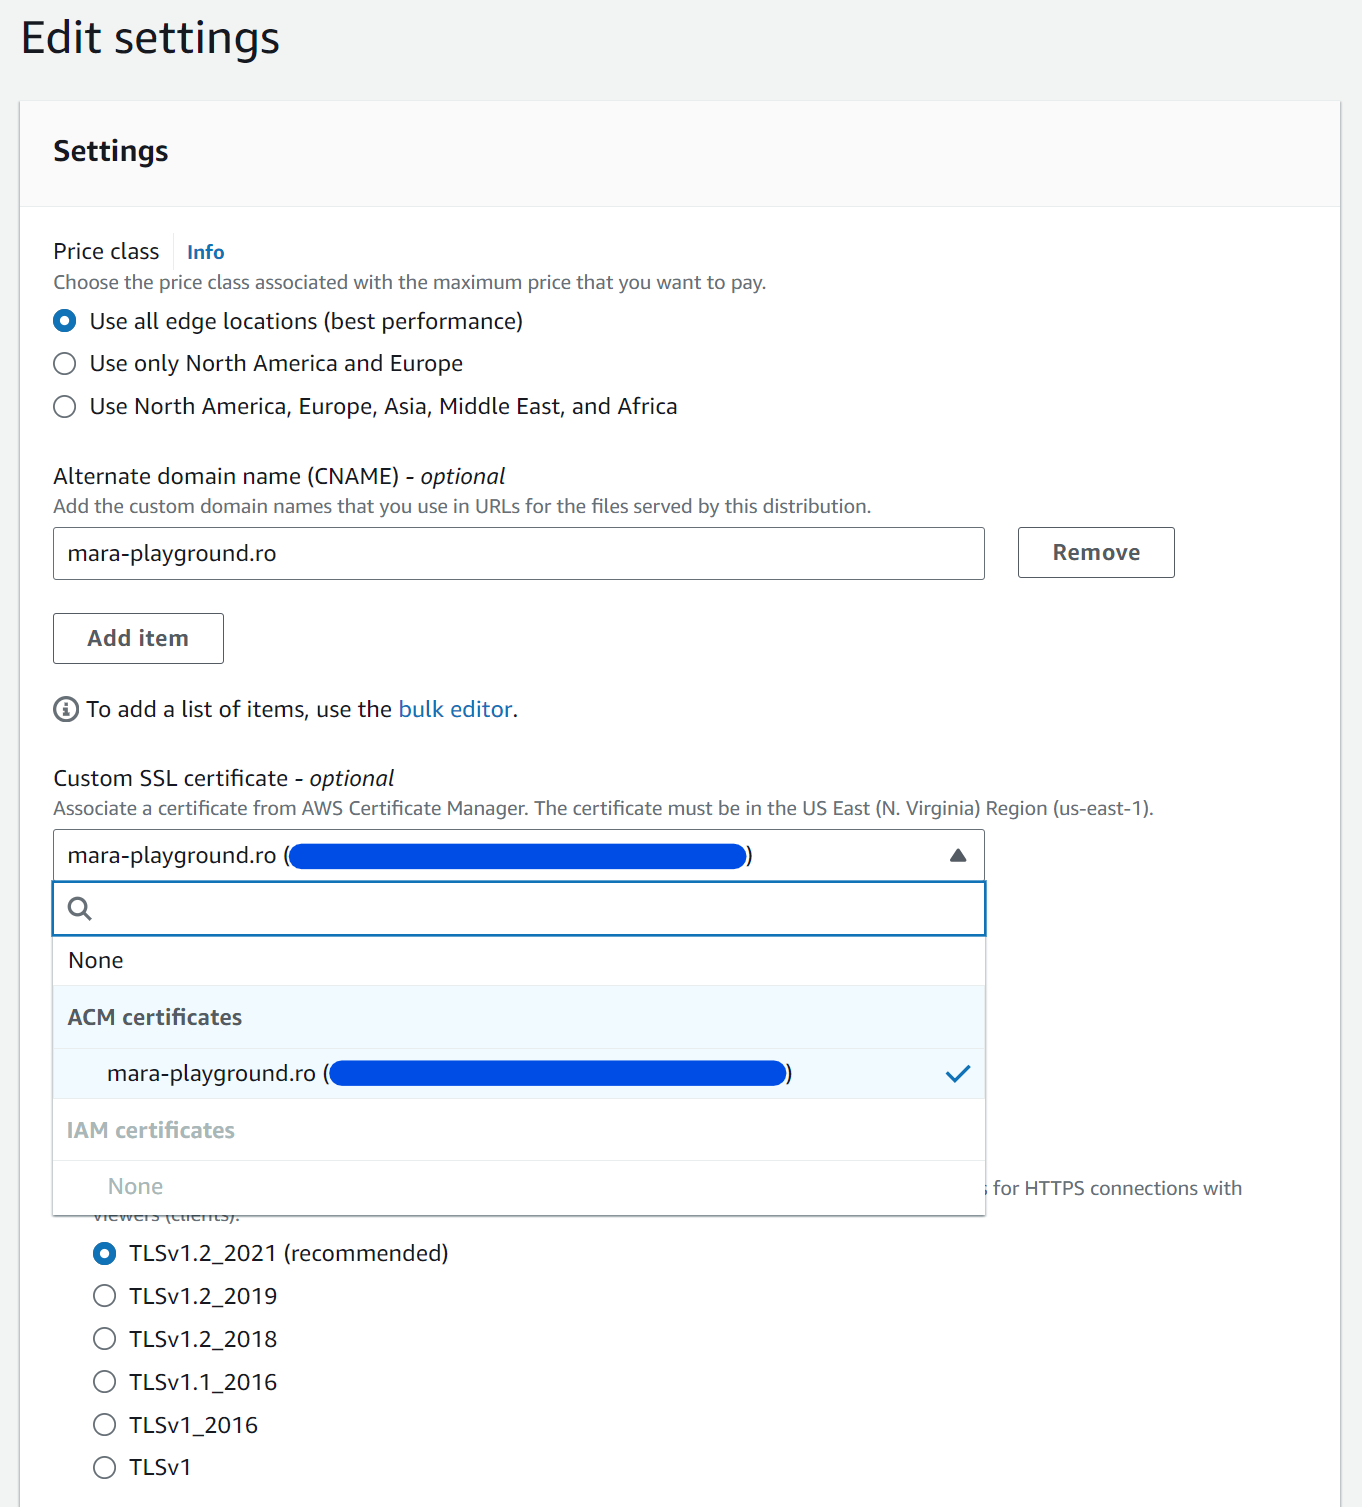 Edit settings
Settings
Price class Info
Choose the price class associated with the maximum price that you want to pay.
Use all edge locations (best performance)
Use only North America and Europe
Use North America, Europe, Asia, Middle East, and Africa
Alternate domain name (CNAME) - optional
Add the custom domain names that you use in URLs for the files served by this distribution.
mara-playground.ro
Remove
Add item
To add a list of items, use the bulk editor.
Custom SSL certificate - optional
Associate a certificate from AWS Certificate Manager. The certificate must be in the US East (N. Virginia) Region (us-east-1).
mara-playground.ro ()
None
ACM certificates
mara-playground.ro ()
IAM certificates
None
for HTTPS connections with
viewers (clients).
TLSv1.2_2021 (recommended)
TLSv1.2_2019
TLSv1.2_2018
TLSv1.1_2016
TLSv1_2016
TLSv1